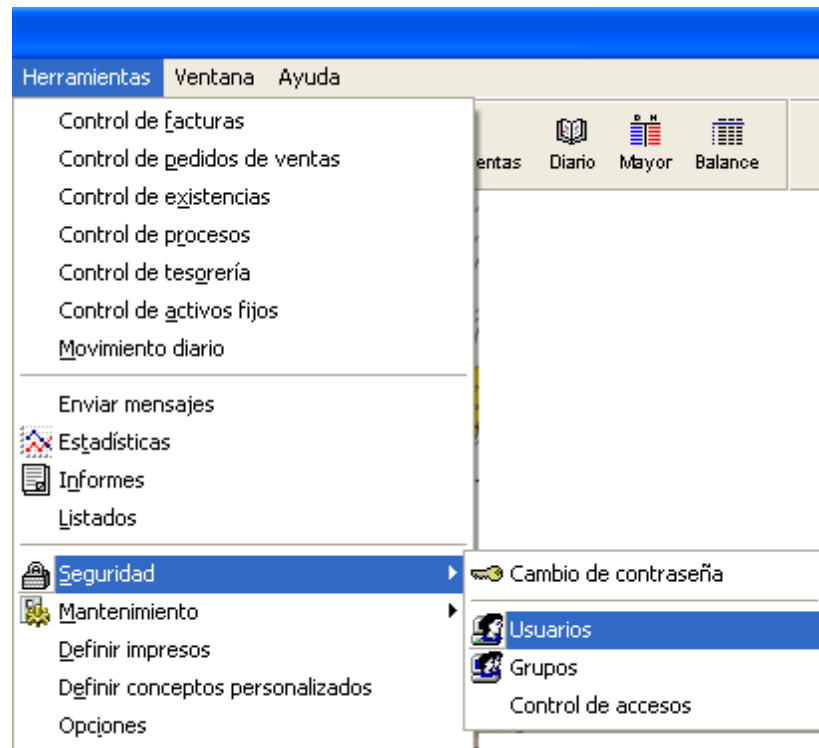 Herramientas Ventana Ayuda
Control de facturas
Control de pedidos de ventas
Control de existencias
Control de procesos
Control de tesorería
Control de activos fijos
Movimiento diario
entas Diario Mayor Balance
Enviar mensajes
Estadísticas
Informes
Listados
Seguridad
Mantenimiento
Definir impresos
Definir conceptos personalizados
Opciones
Cambio de contraseña
Usuarios
Grupos
Control de accesos